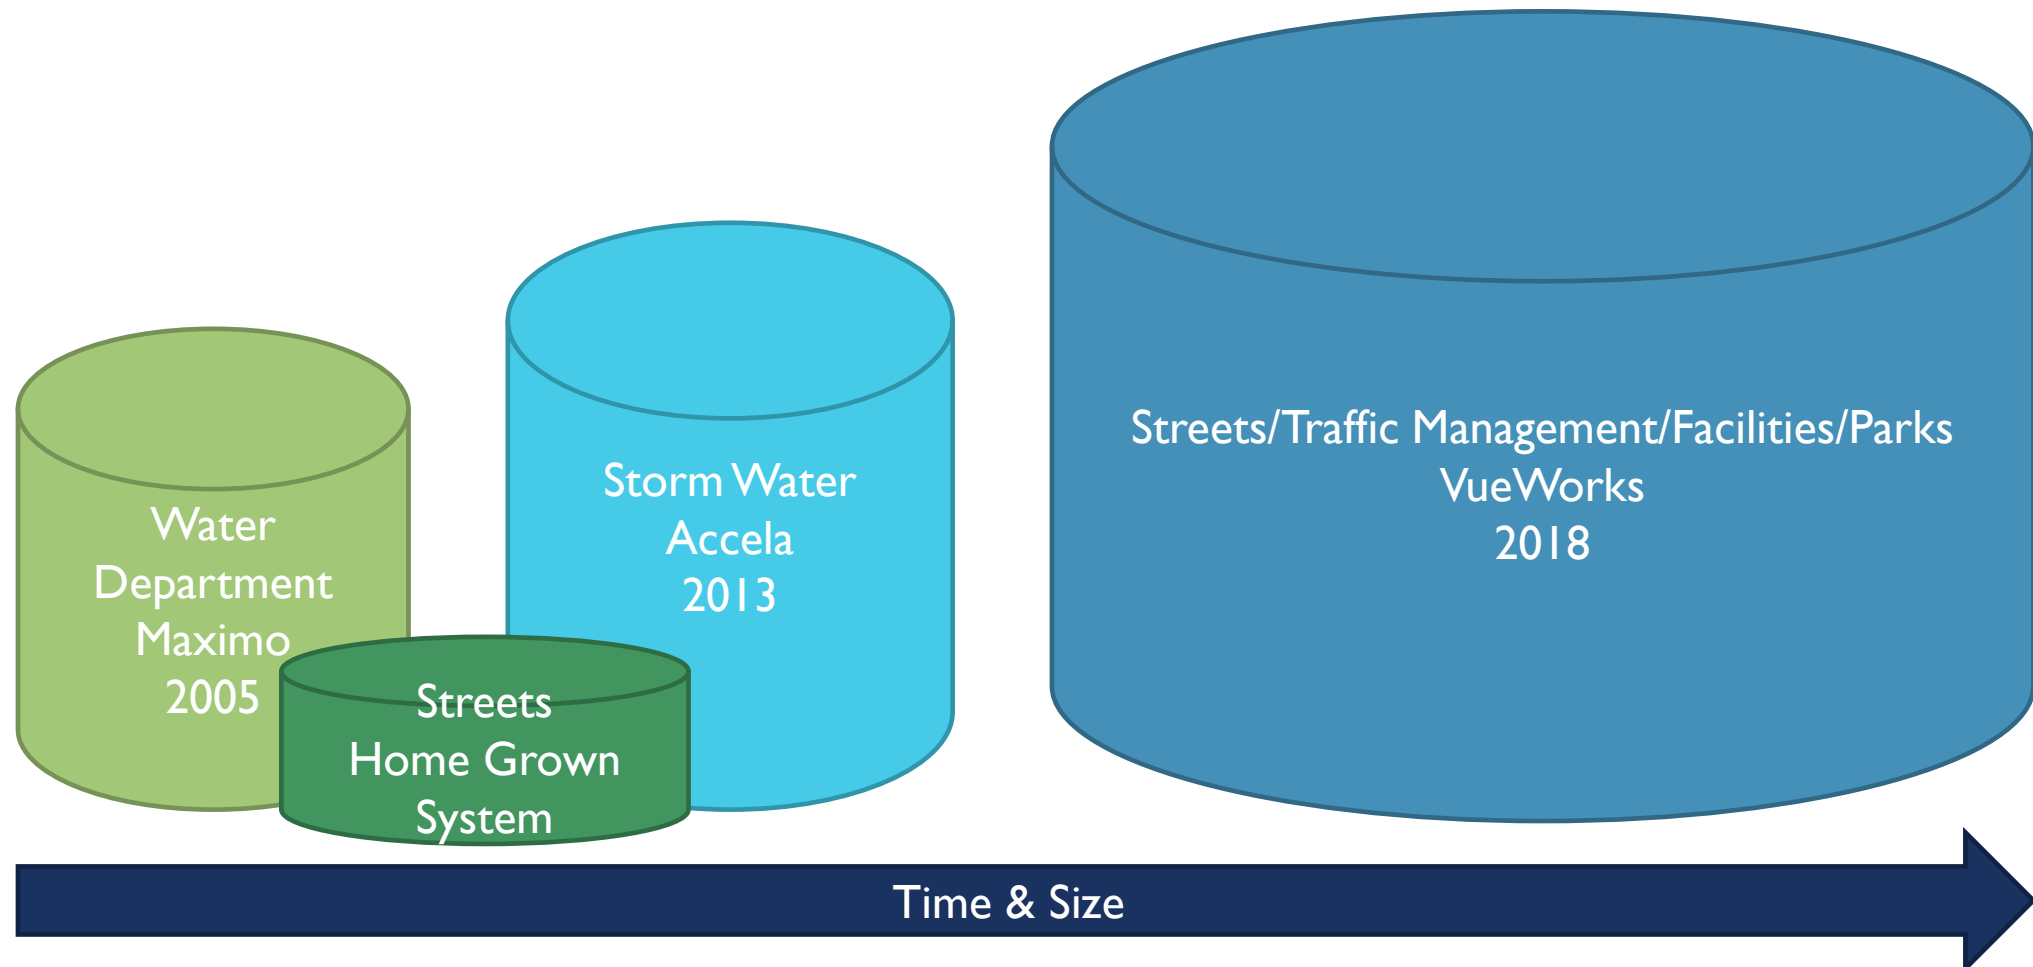 Water
Department
Maximo
2005
Streets
Home Grown
System
Storm Water
Accela
2013
Streets/Traffic Management/Facilities/Parks
VueWorks
2018
Time & Size